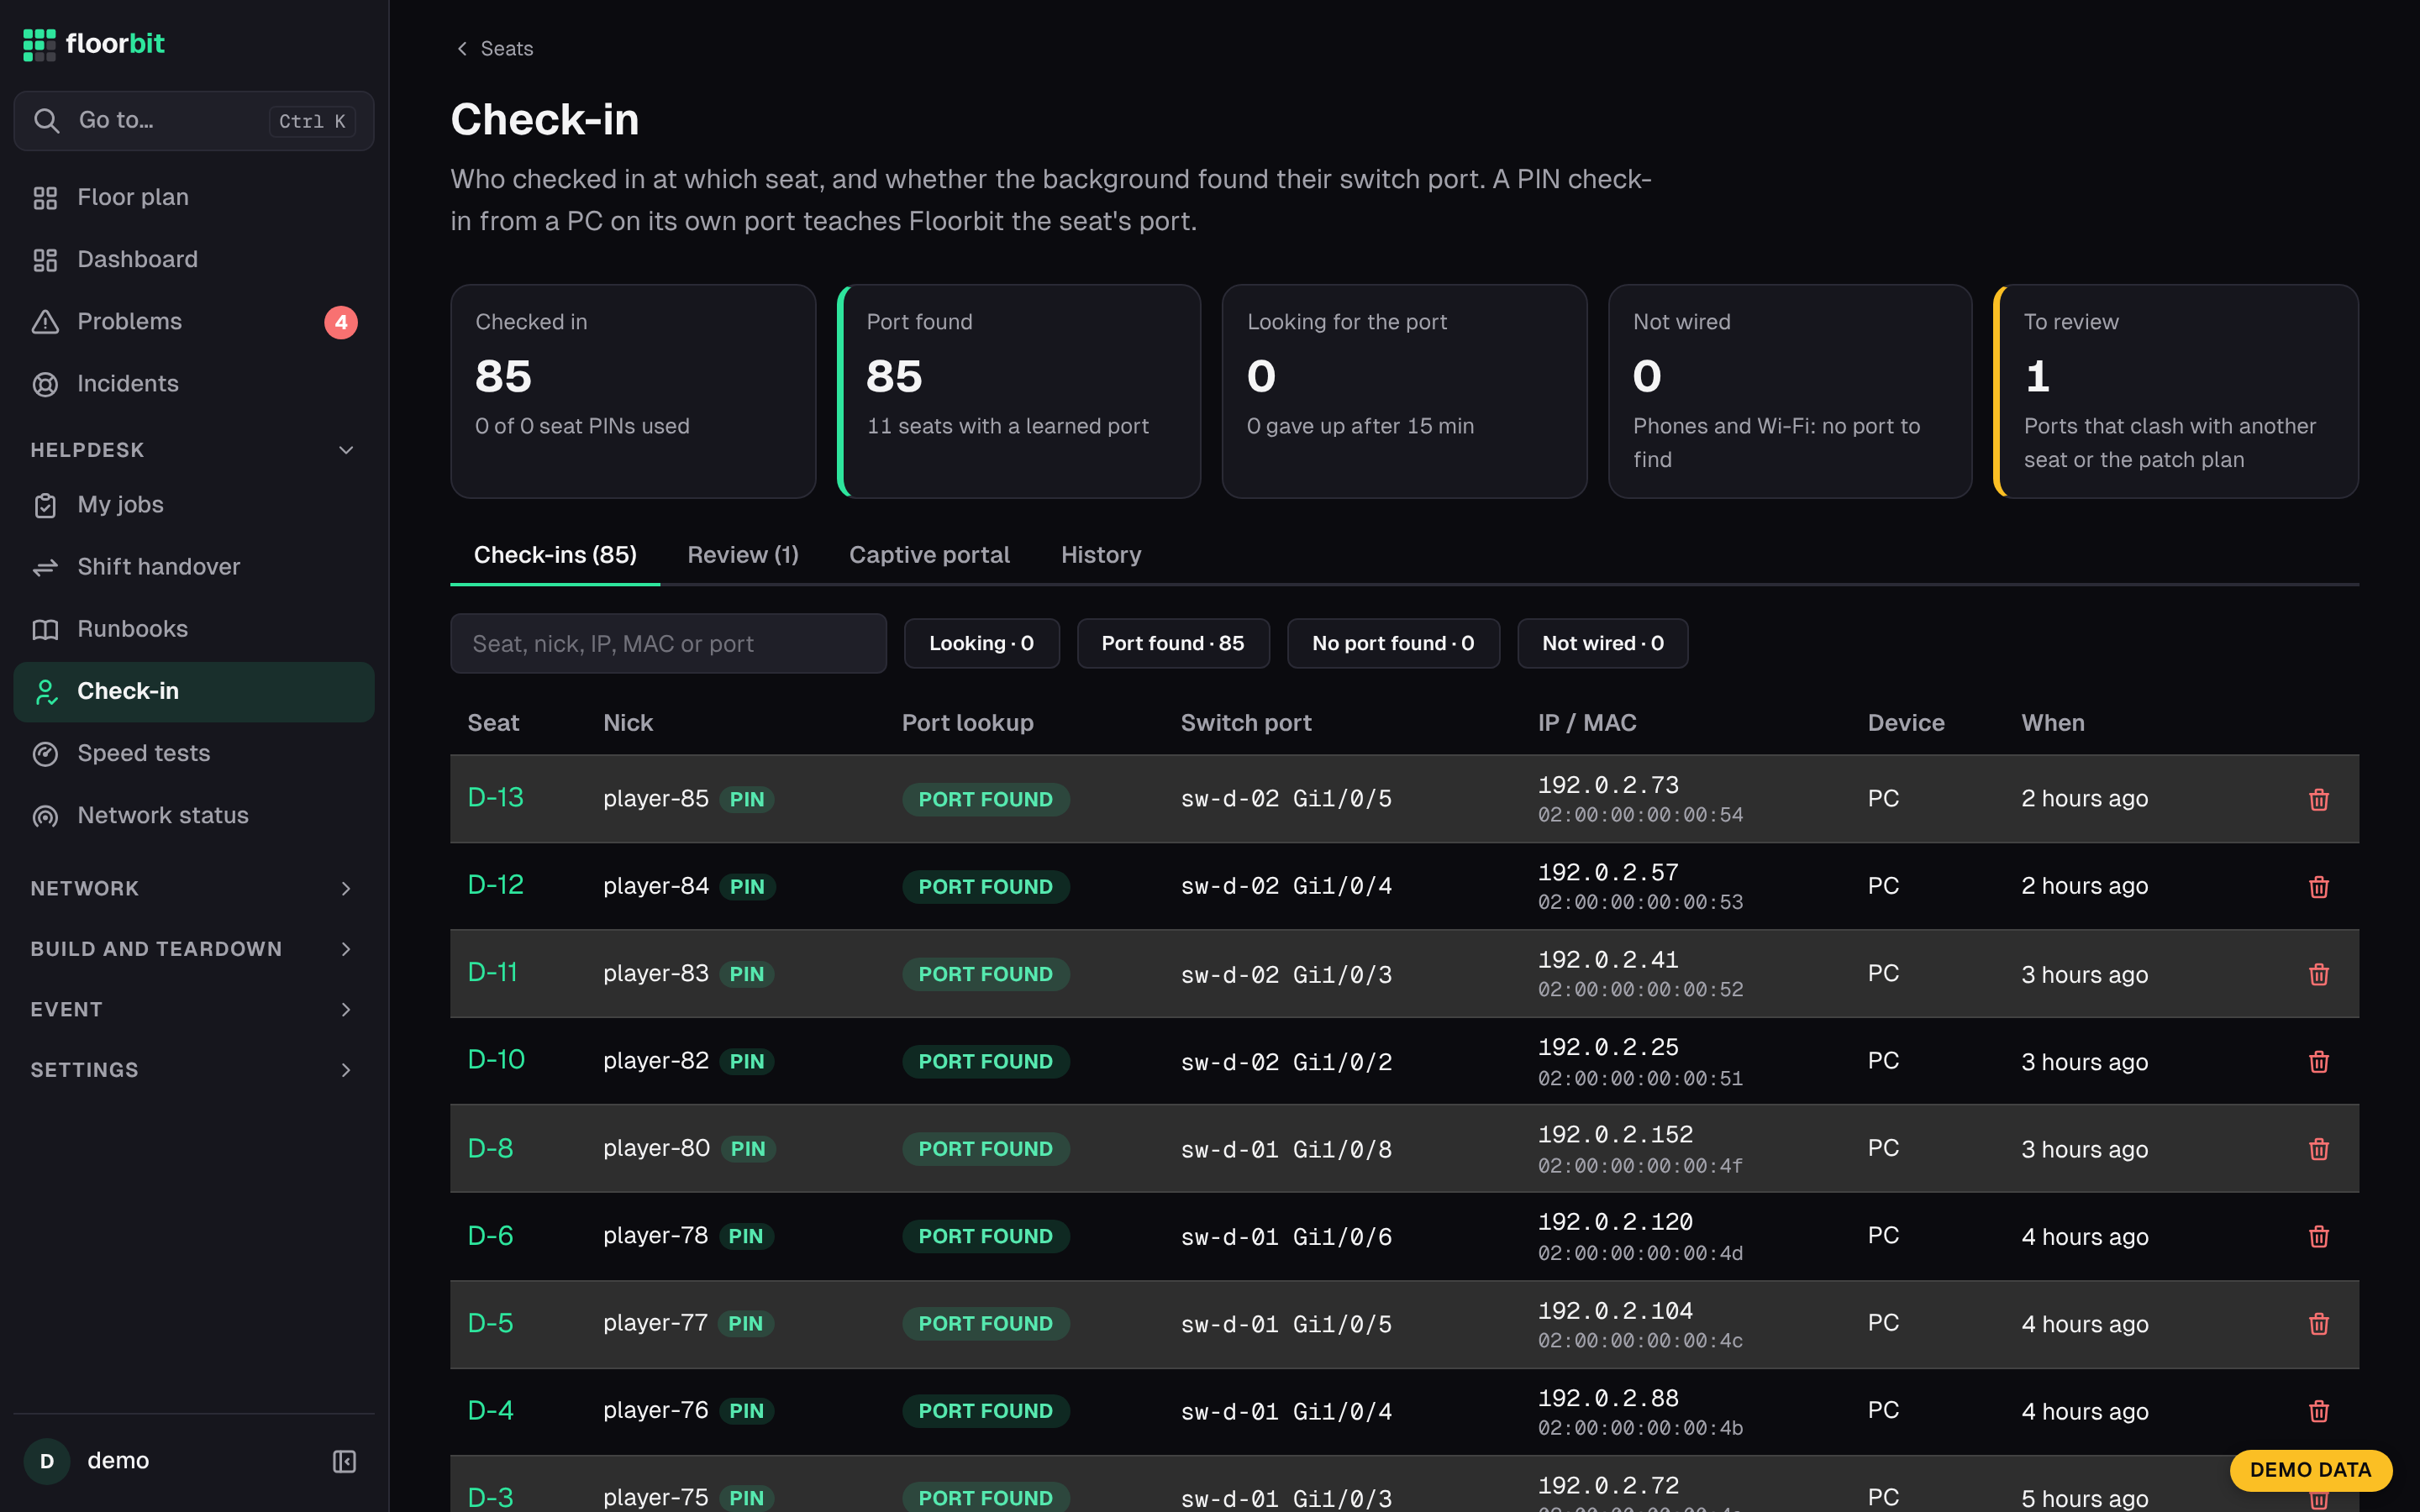 floorbit
Go to...
Ctrl K
Floor plan
Dashboard
Problems
4
Incidents
HELPDESK
My jobs
Shift handover
Runbooks
Check-in
Speed tests
Network status
NETWORK
BUILD AND TEARDOWN
EVENT
SETTINGS
D
demo
Seats
Check-in
Who checked in at which seat, and whether the background found their switch port. A PIN check-
in from a PC on its own port teaches Floorbit the seat's port.
Checked in
85
0 of 0 seat PINs used
Port found
85
11 seats with a learned port
Looking for the port
0
0 gave up after 15 min
Not wired
0
Phones and Wi-Fi: no port to
find
To review
1
Ports that clash with another
seat or the patch plan
Check-ins (85) Review (1) Captive portal History
Seat, nick, IP, MAC or port Looking · 0 Port found · 85 No port found · 0 Not wired · 0
Seat Nick Port lookup Switch port IP / MAC Device When
D-13 player-85 PIN PORT FOUND sw-d-02 Gi1/0/5 192.0.2.73 PC 2 hours ago
02:00:00:00:00:54
D-12 player-84 PIN PORT FOUND sw-d-02 Gi1/0/4 192.0.2.57 PC 2 hours ago
02:00:00:00:00:53
D-11 player-83 PIN PORT FOUND sw-d-02 Gi1/0/3 192.0.2.41 PC 3 hours ago
02:00:00:00:00:52
D-10 player-82 PIN PORT FOUND sw-d-02 Gi1/0/2 192.0.2.25 PC 3 hours ago
02:00:00:00:00:51
D-8 player-80 PIN PORT FOUND sw-d-01 Gi1/0/8 192.0.2.152 PC 3 hours ago
02:00:00:00:00:4f
D-6 player-78 PIN PORT FOUND sw-d-01 Gi1/0/6 192.0.2.120 PC 4 hours ago
02:00:00:00:00:4d
D-5 player-77 PIN PORT FOUND sw-d-01 Gi1/0/5 192.0.2.104 PC 4 hours ago
02:00:00:00:00:4c
D-4 player-76 PIN PORT FOUND sw-d-01 Gi1/0/4 192.0.2.88 PC 4 hours ago
02:00:00:00:00:4b
D-3 player-75 PIN PORT FOUND sw-d-01 Gi1/0/3 192.0.2.72 PC 5 hours ago
DEMO DATA